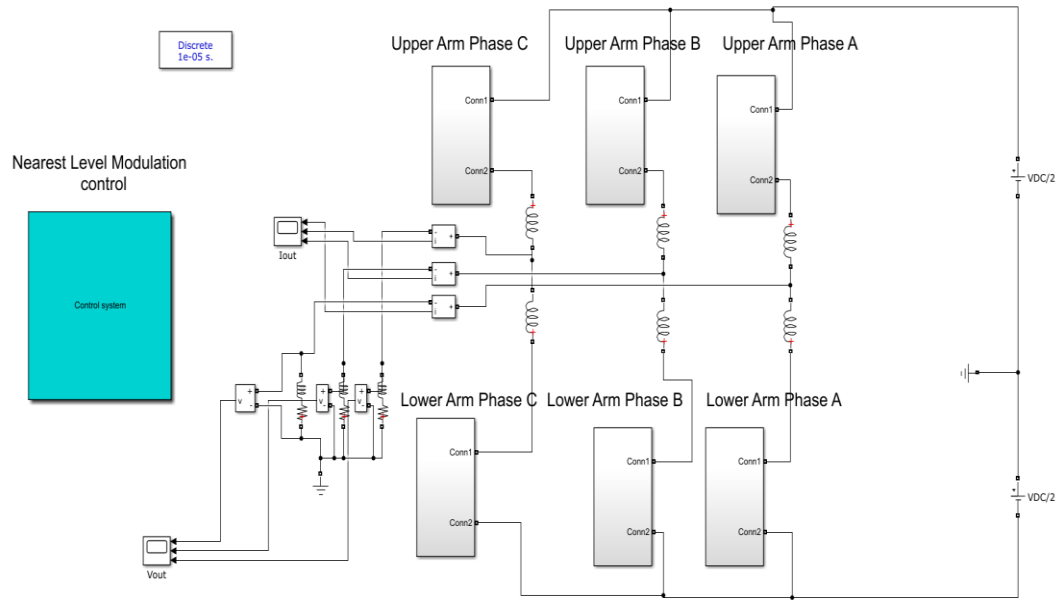 Discrete
1e-05 s.
Upper Arm Phase C
Upper Arm Phase B
Upper Arm Phase A
Conn1
Conn1
Conn1
Conn2
Conn2
Conn2
VDC/2
Nearest Level Modulation
control
Control system
Iout
-
i
+
-
i
+
-
i
+
+
v
-
+
v
-
+
v
-
Lower Arm Phase C
Lower Arm Phase B
Lower Arm Phase A
Conn1
Conn1
Conn1
Conn2
Conn2
Conn2
VDC/2
Vout